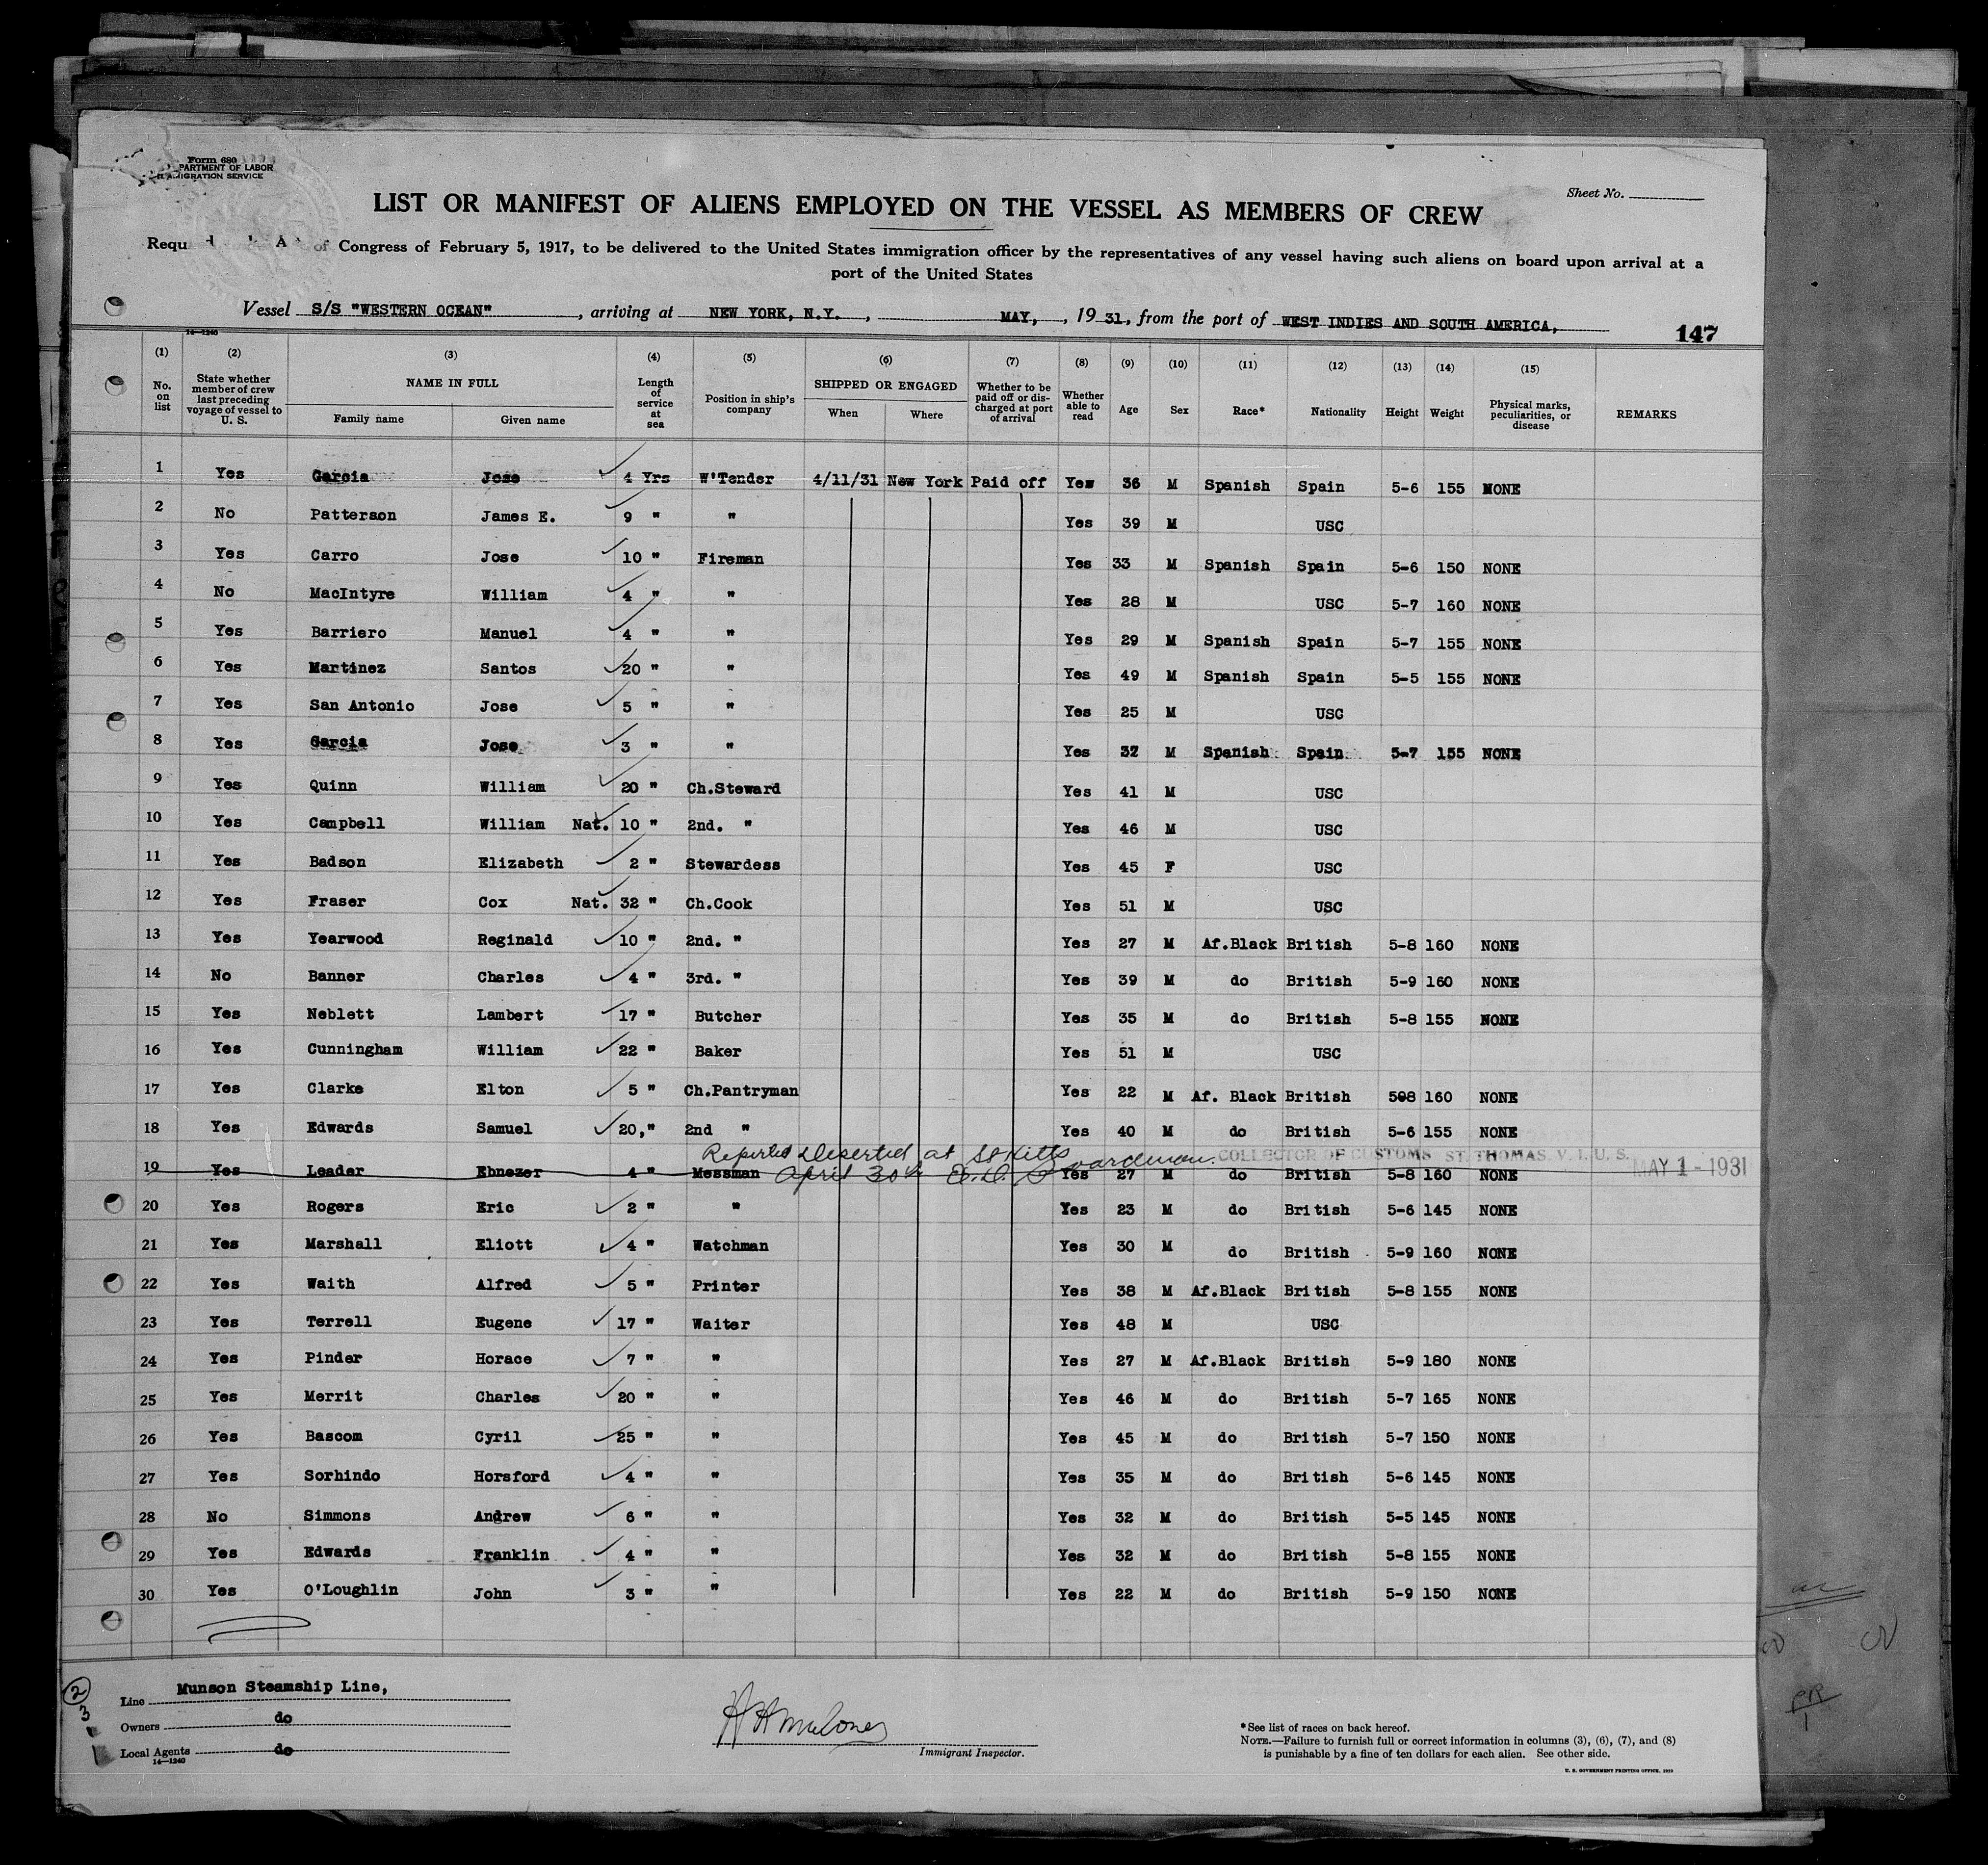 Form 680
PARTMENT OF LABOR
MIGRATION SERVICE
Sheet No.
LIST OR MANIFEST OF ALIENS EMPLOYED ON THE VESSEL AS MEMBERS OF CREW
Requ of Congress of February 5, 1917, to be delivered to the United States immigration officer by the representatives of any vessel having such aliens on board upon arrival at a
port of the United States
Vessel S/S "WESTERN OCEAN", arriving at NEW YORK, N.Y., MAY, 1931, from the port of WEST INDIES AND SOUTH AMERICA,
147
14—1240
(1) (2) (3) (4) (5) (6) (7) (8) (9) (10) (11) (12) (13) (14) (15)
No. on list State whether member of crew last preceding voyage of vessel to U. S. NAME IN FULL Family name Given name Length of service at sea Position in ship's company SHIPPED OR ENGAGED When Where Whether to be paid off or discharged at port of arrival Whether able to read Age Sex Race* Nationality Height Weight Physical marks, peculiarities, or disease REMARKS
1 Yes Garcia Jose 4 Yrs W'Tender 4/11/31 New York Paid off Yes 36 M Spanish Spain 5-6 155 NONE
2 No Patterson James E. 9 " " Yes 39 M USC
3 Yes Carro Jose 10 " Fireman Yes 33 M Spanish Spain 5-6 150 NONE
4 No MacIntyre William 4 " " Yes 28 M USC 5-7 160 NONE
5 Yes Barriero Manuel 4 " " Yes 29 M Spanish Spain 5-7 155 NONE
6 Yes Martinez Santos 20 " " Yes 49 M Spanish Spain 5-5 155 NONE
7 Yes San Antonio Jose 5 " " Yes 25 M USC
8 Yes Garcia Jose 3 " " Yes 32 M Spanish Spain 5-7 155 NONE
9 Yes Quinn William 20 " Ch.Steward Yes 41 M USC
10 Yes Campbell William Nat. 10 " 2nd. " Yes 46 M USC
11 Yes Badson Elizabeth 2 " Stewardess Yes 45 F USC
12 Yes Fraser Cox Nat. 32 " Ch.Cook Yes 51 M USC
13 Yes Yearwood Reginald 10 " 2nd. " Yes 27 M Af.Black British 5-8 160 NONE
14 No Banner Charles 4 " 3rd. " Yes 39 M do British 5-9 160 NONE
15 Yes Neblett Lambert 17 " Butcher Yes 35 M do British 5-8 155 NONE
16 Yes Cunningham William 22 " Baker Yes 51 M USC
17 Yes Clarke Elton 5 " Ch.Pantryman Yes 22 M Af. Black British 508 160 NONE
18 Yes Edwards Samuel 20," 2nd " Yes 40 M do British 5-6 155 NONE
Reported Deserted at St Kitts
COLLECTOR OF CUSTOMS ST. THOMAS, V. I. U. S.
19 Yes Leader Ebnezer 4 " Messman April 30th Yes 27 M do British 5-8 160 NONE MAY 1 - 1931
20 Yes Rogers Eric 2 " " Yes 23 M do British 5-6 145 NONE
21 Yes Marshall Eliott 4 " Watchman Yes 30 M do British 5-9 160 NONE
22 Yes Waith Alfred 5 " Printer Yes 38 M Af.Black British 5-8 155 NONE
23 Yes Terrell Eugene 17 " Waiter Yes 48 M USC
24 Yes Pinder Horace 7 " " Yes 27 M Af.Black British 5-9 180 NONE
25 Yes Merrit Charles 20 " " Yes 46 M do British 5-7 165 NONE
26 Yes Bascom Cyril 25 " " Yes 45 M do British 5-7 150 NONE
27 Yes Sorhindo Horsford 4 " " Yes 35 M do British 5-6 145 NONE
28 No Simmons Andrew 6 " " Yes 32 M do British 5-5 145 NONE
29 Yes Edwards Franklin 4 " " Yes 32 M do British 5-8 155 NONE
30 Yes O'Loughlin John 3 " " Yes 22 M do British 5-9 150 NONE
2
3
Line Munson Steamship Line,
Owners do
Local Agents do
14—1240
Immigrant Inspector.
*See list of races on back hereof.
NOTE.—Failure to furnish full or correct information in columns (3), (6), (7), and (8)
is punishable by a fine of ten dollars for each alien. See other side.
U. S. GOVERNMENT PRINTING OFFICE
PR
1